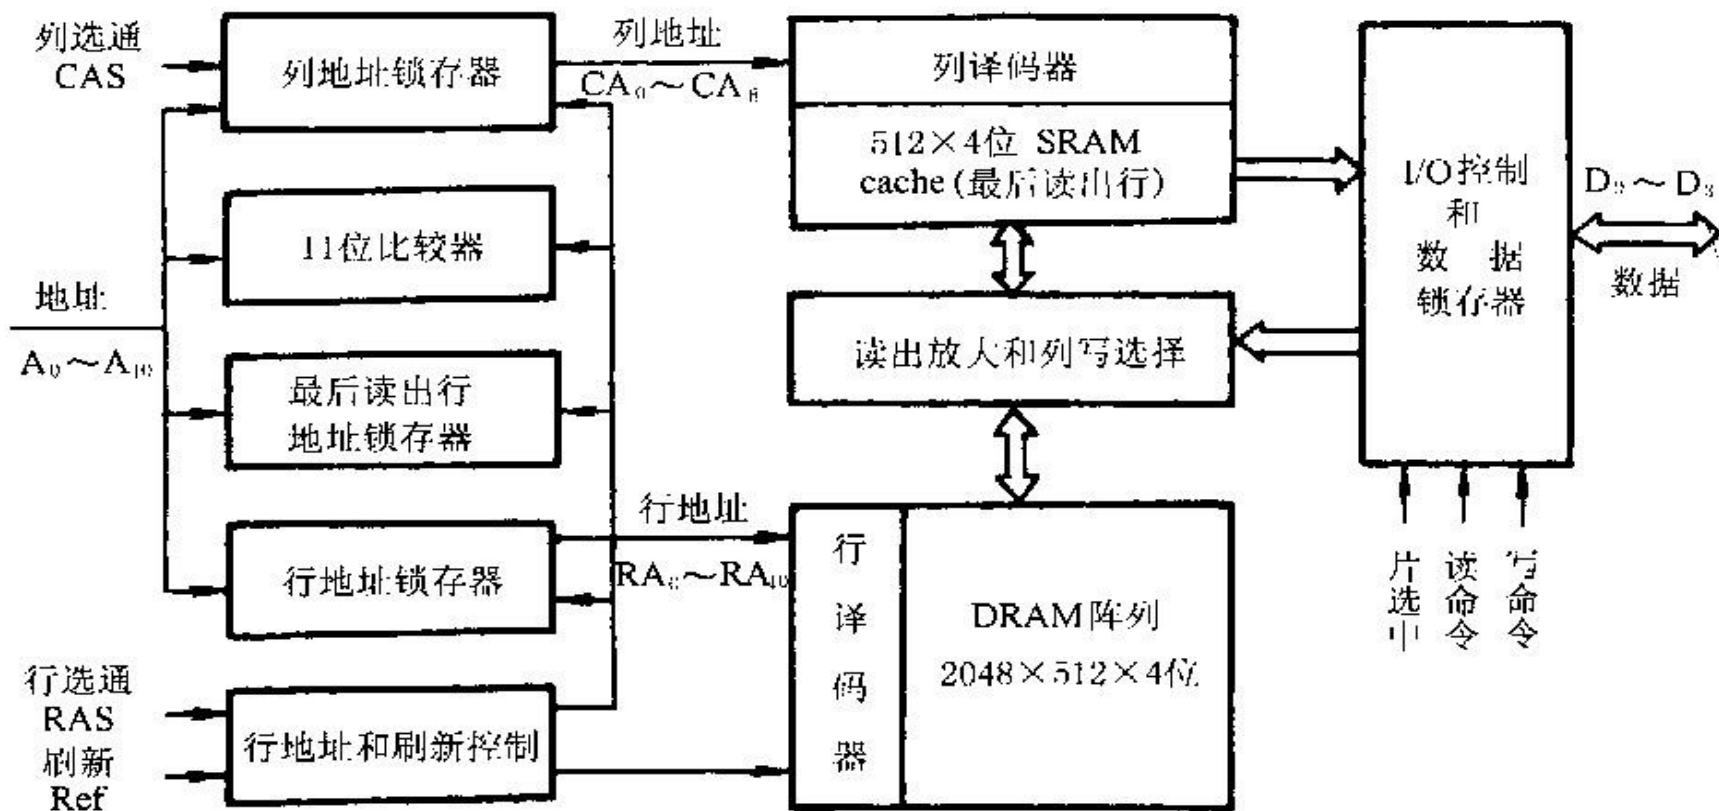 列选通
CAS
列地址锁存器
列地址
CA₀～CA₈
列译码器
512×4位 SRAM
cache(最后读出行)
I/O控制
和
数 据
锁存器
D₀～D₃
数据
11位比较器
地址
A₀～A₁₀
最后读出行
地址锁存器
读出放大和列写选择
行地址锁存器
行地址
RA₀～RA₁₀
行译码器
DRAM阵列
2048×512×4位
片选中
读命令
写命令
行选通
RAS
刷新
Ref
行地址和刷新控制